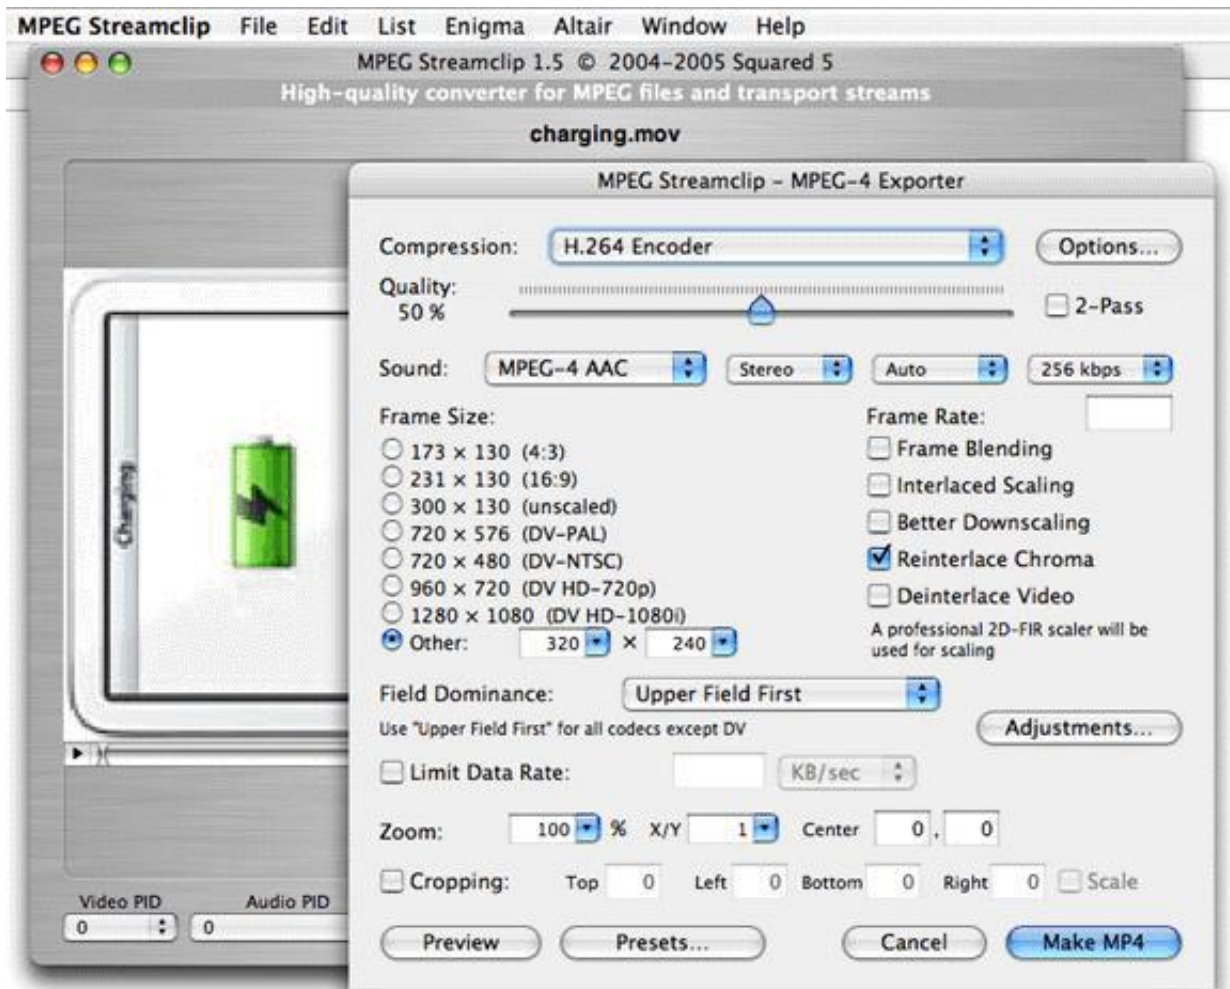 MPEG Streamclip File Edit List Enigma Altair Window Help
MPEG Streamclip 1.5 © 2004-2005 Squared 5
High-quality converter for MPEG files and transport streams
charging.mov
Charging
Video PID Audio PID
0 0
MPEG Streamclip - MPEG-4 Exporter
Compression: H.264 Encoder Options...
Quality:
50 % 2-Pass
Sound: MPEG-4 AAC Stereo Auto 256 kbps
Frame Size:
173 × 130 (4:3)
231 × 130 (16:9)
300 × 130 (unscaled)
720 × 576 (DV-PAL)
720 × 480 (DV-NTSC)
960 × 720 (DV HD-720p)
1280 × 1080 (DV HD-1080i)
Other: 320 × 240
Frame Rate:
Frame Blending
Interlaced Scaling
Better Downscaling
Reinterlace Chroma
Deinterlace Video
A professional 2D-FIR scaler will be
used for scaling
Field Dominance: Upper Field First
Use "Upper Field First" for all codecs except DV
Adjustments...
Limit Data Rate: KB/sec
Zoom: 100 % X/Y 1 Center 0 , 0
Cropping: Top 0 Left 0 Bottom 0 Right 0 Scale
Preview Presets... Cancel Make MP4